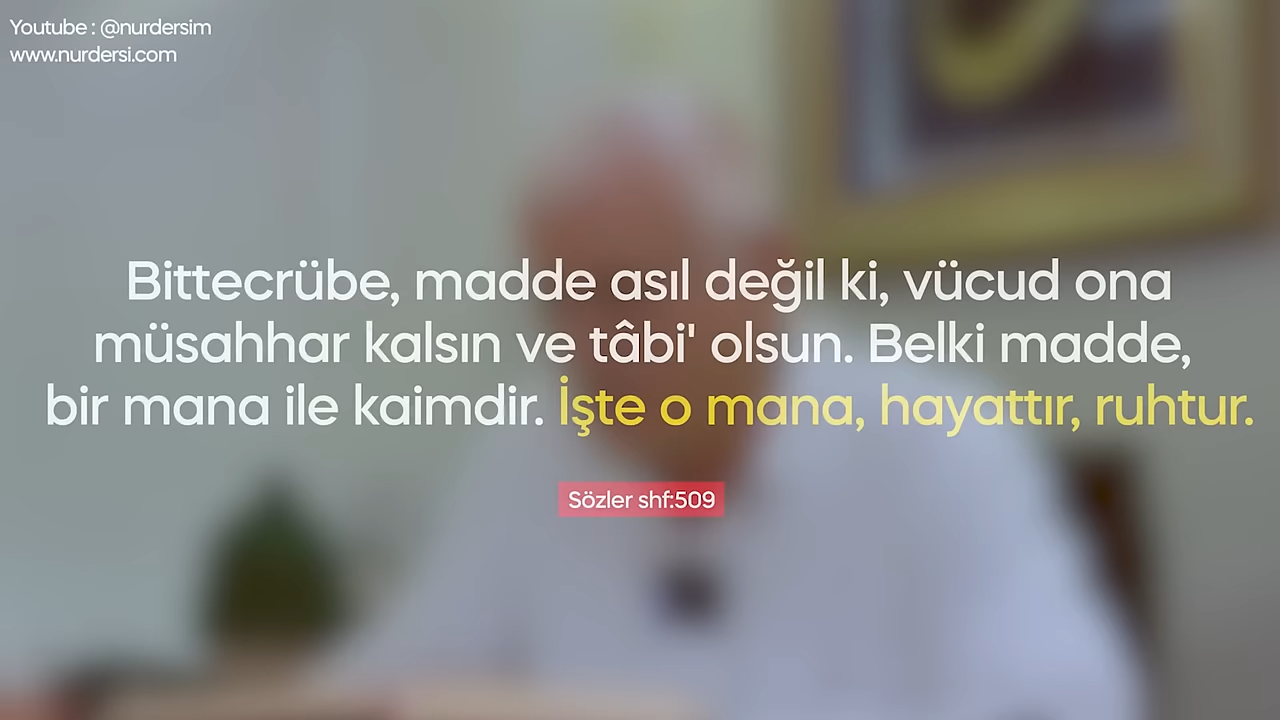 Youtube : @nurdersim
www.nurdersi.com
Bittecrübe, madde asıl değil ki, vücud ona
müsahhar kalsın ve tâbi' olsun. Belki madde,
bir mana ile kaimdir. İşte o mana, hayattır, ruhtur.
Sözler shf:509